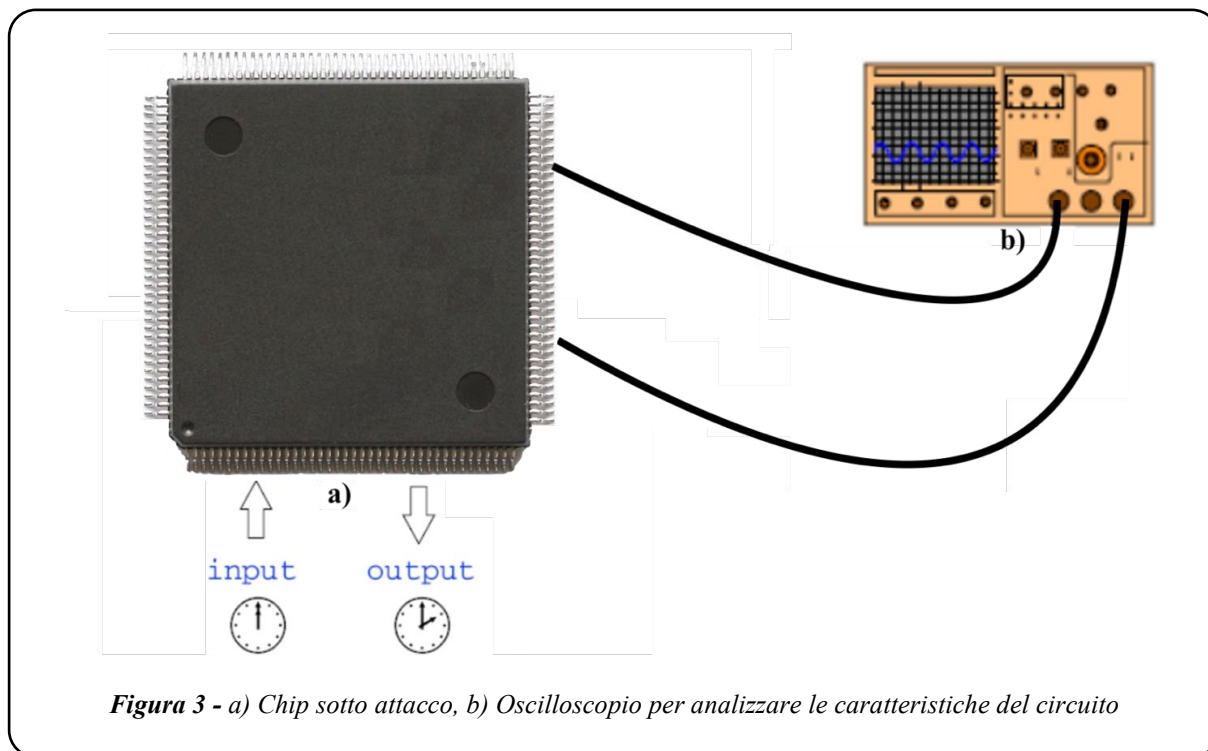 b)
a)
input output
Figura 3 - a) Chip sotto attacco, b) Oscilloscopio per analizzare le caratteristiche del circuito